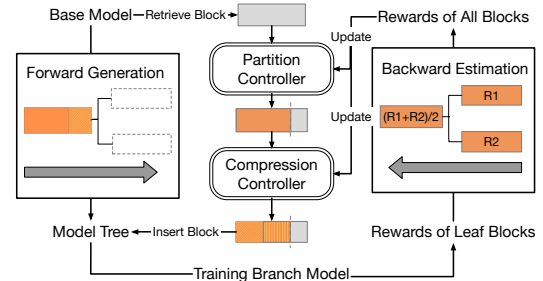 Base Model
Retrieve Block
Rewards of All Blocks
Update
Forward Generation
Partition
Controller
Backward Estimation
R1
(R1+R2)/2
R2
Update
Compression
Controller
Model Tree
Insert Block
Rewards of Leaf Blocks
Training Branch Model